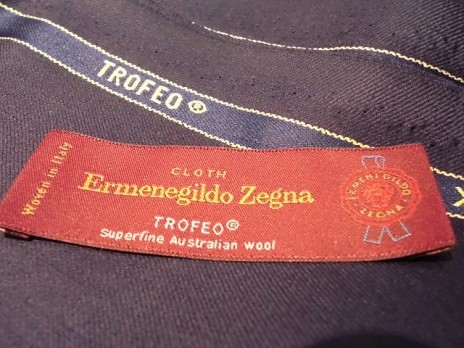 TROFEO®
Woven in Italy
CLOTH
Ermenegildo Zegna
TROFEO®
Superfine Australian wool
ERMENEGILDO
ZEGNA